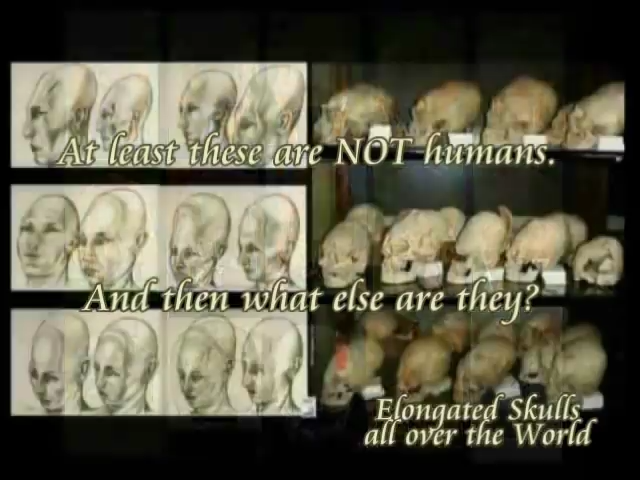 At least these are NOT humans.
And then what else are they?
Elongated Skulls
all over the World